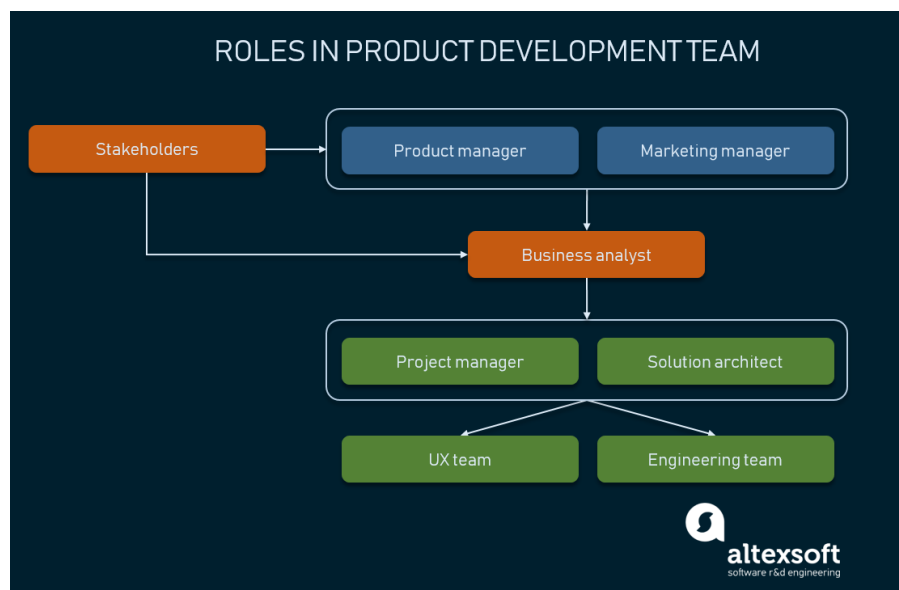 ROLES IN PRODUCT DEVELOPMENT TEAM
Stakeholders
Product manager
Marketing manager
Business analyst
Project manager
Solution architect
UX team
Engineering team
altexsoft
software r&d engineering